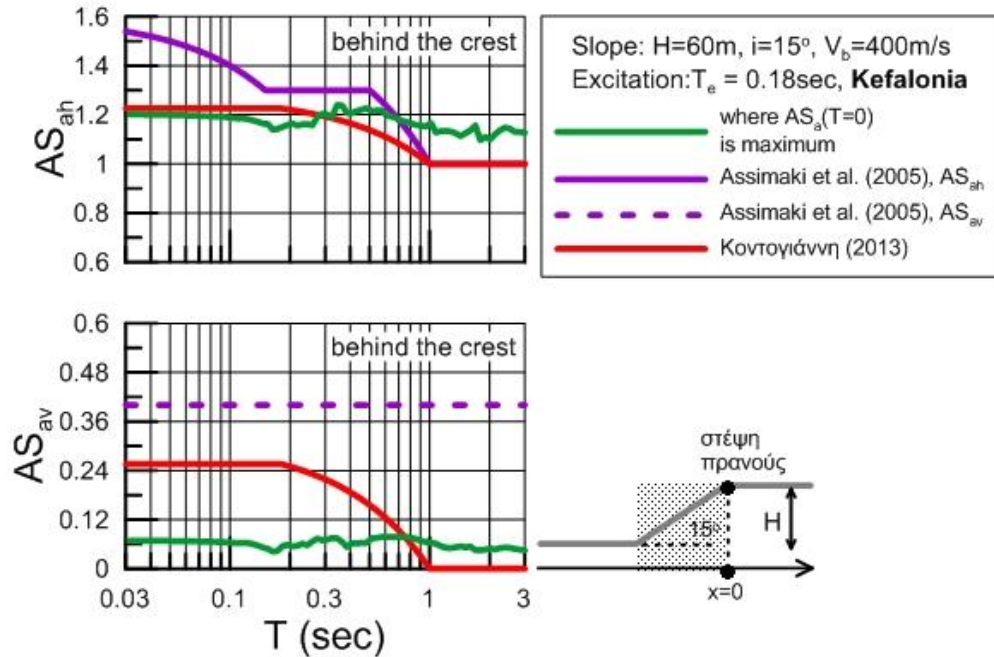 1.6
1.4
1.2
1
0.8
0.6
AS_ah
behind the crest
Slope: H=60m, i=15°, V_b=400m/s
Excitation:T_e = 0.18sec, Kefalonia
where AS_a(T=0)
is maximum
Assimaki et al. (2005), AS_ah
Assimaki et al. (2005), AS_av
Κοντογιάννη (2013)
0.6
0.48
0.36
0.24
0.12
0
AS_av
behind the crest
0.03
0.1
0.3
1
3
T (sec)
στέψη
πρανούς
15°
H
x=0